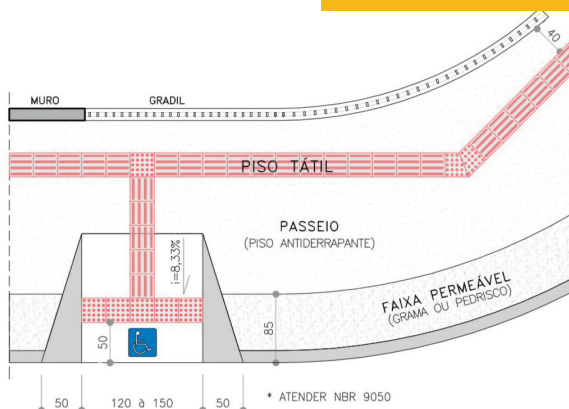 40
MURO
GRADIL
PISO TÁTIL
PASSEIO
(PISO ANTIDERRAPANTE)
i=8,33%
FAIXA PERMEÁVEL
(GRAMA OU PEDRISCO)
50
85
50
120 à 150
50
* ATENDER NBR 9050